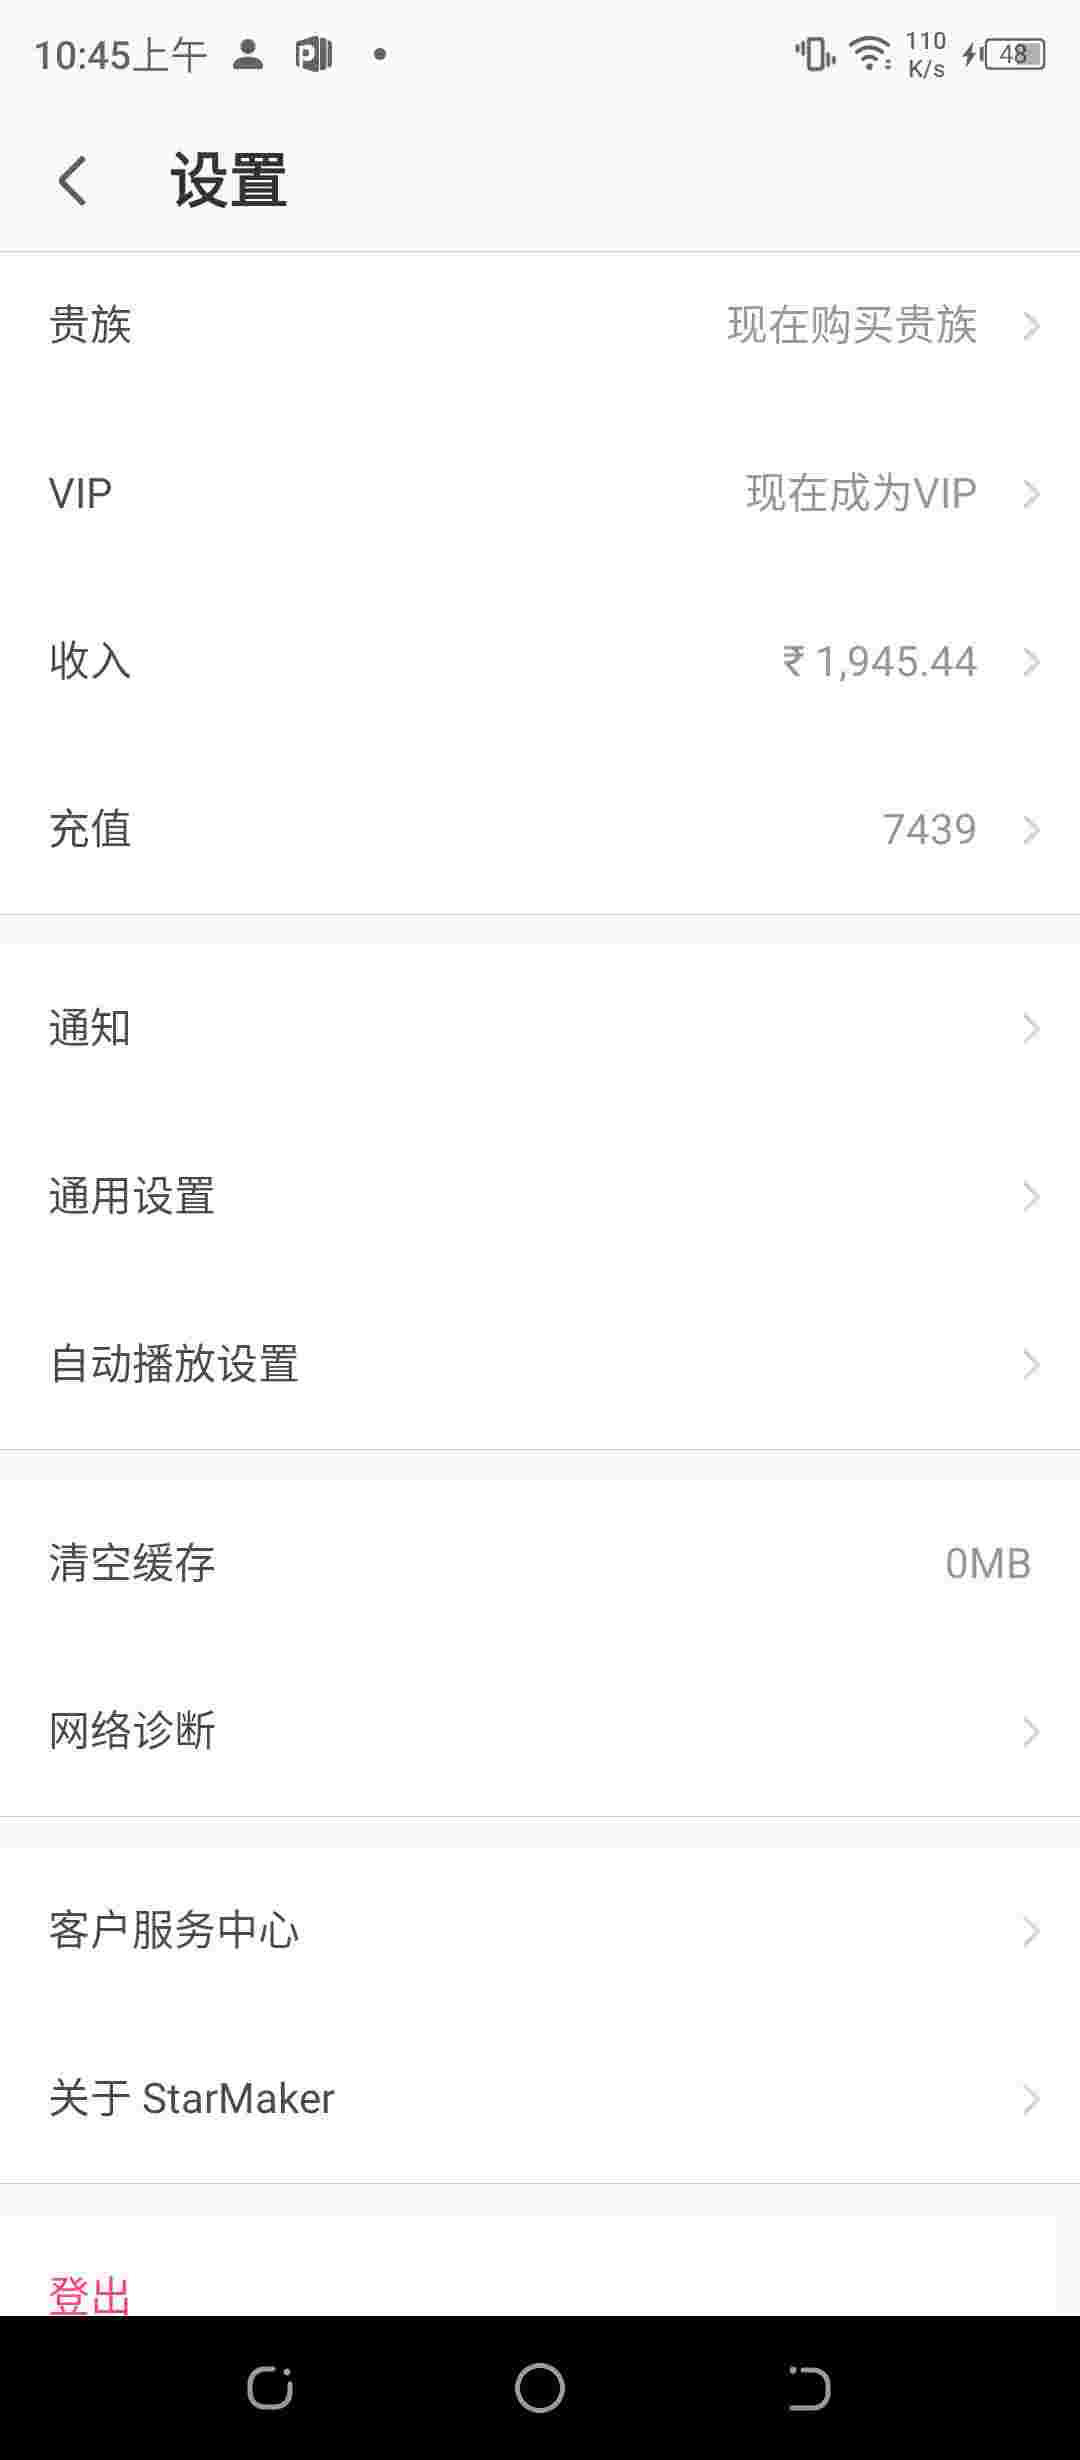 10:45上午
110
K/s
48
设置
贵族 现在购买贵族
VIP 现在成为VIP
收入 ₹ 1,945.44
充值 7439
通知
通用设置
自动播放设置
清空缓存 0MB
网络诊断
客户服务中心
关于 StarMaker
登出